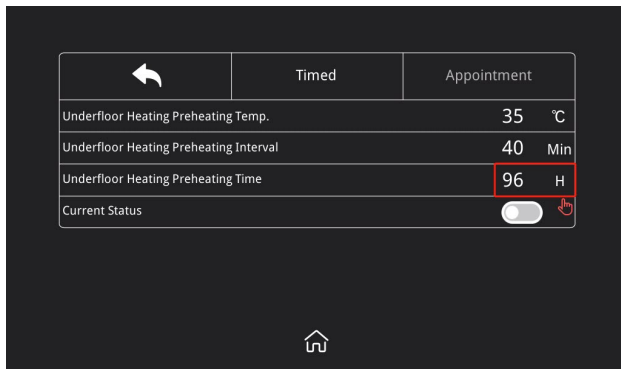 Timed Appointment
Underfloor Heating Preheating Temp. 35 ℃
Underfloor Heating Preheating Interval 40 Min
Underfloor Heating Preheating Time 96 H
Current Status